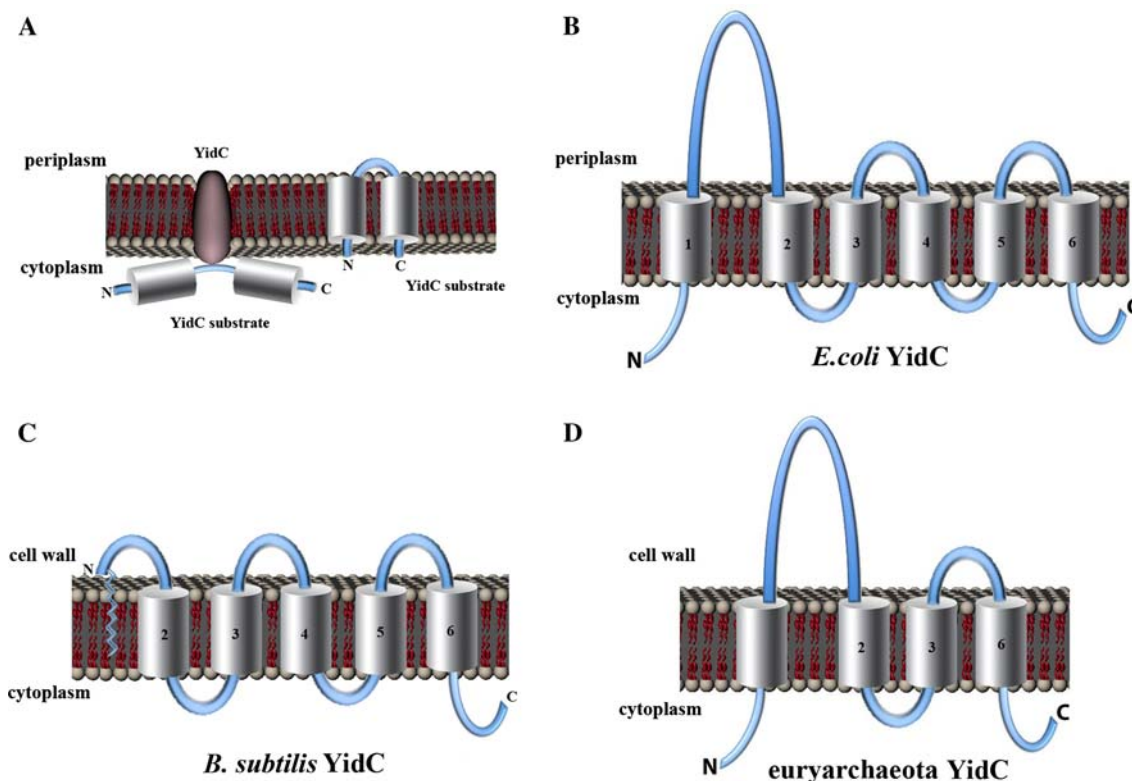 A
YidC
periplasm
cytoplasm
N
C
N
C
YidC substrate
YidC substrate
B
periplasm
1
2
3
4
5
6
cytoplasm
N
C
E.coli YidC
C
cell wall
N
2
3
4
5
6
cytoplasm
C
B. subtilis YidC
D
cell wall
2
3
6
cytoplasm
N
C
euryarchaeota YidC